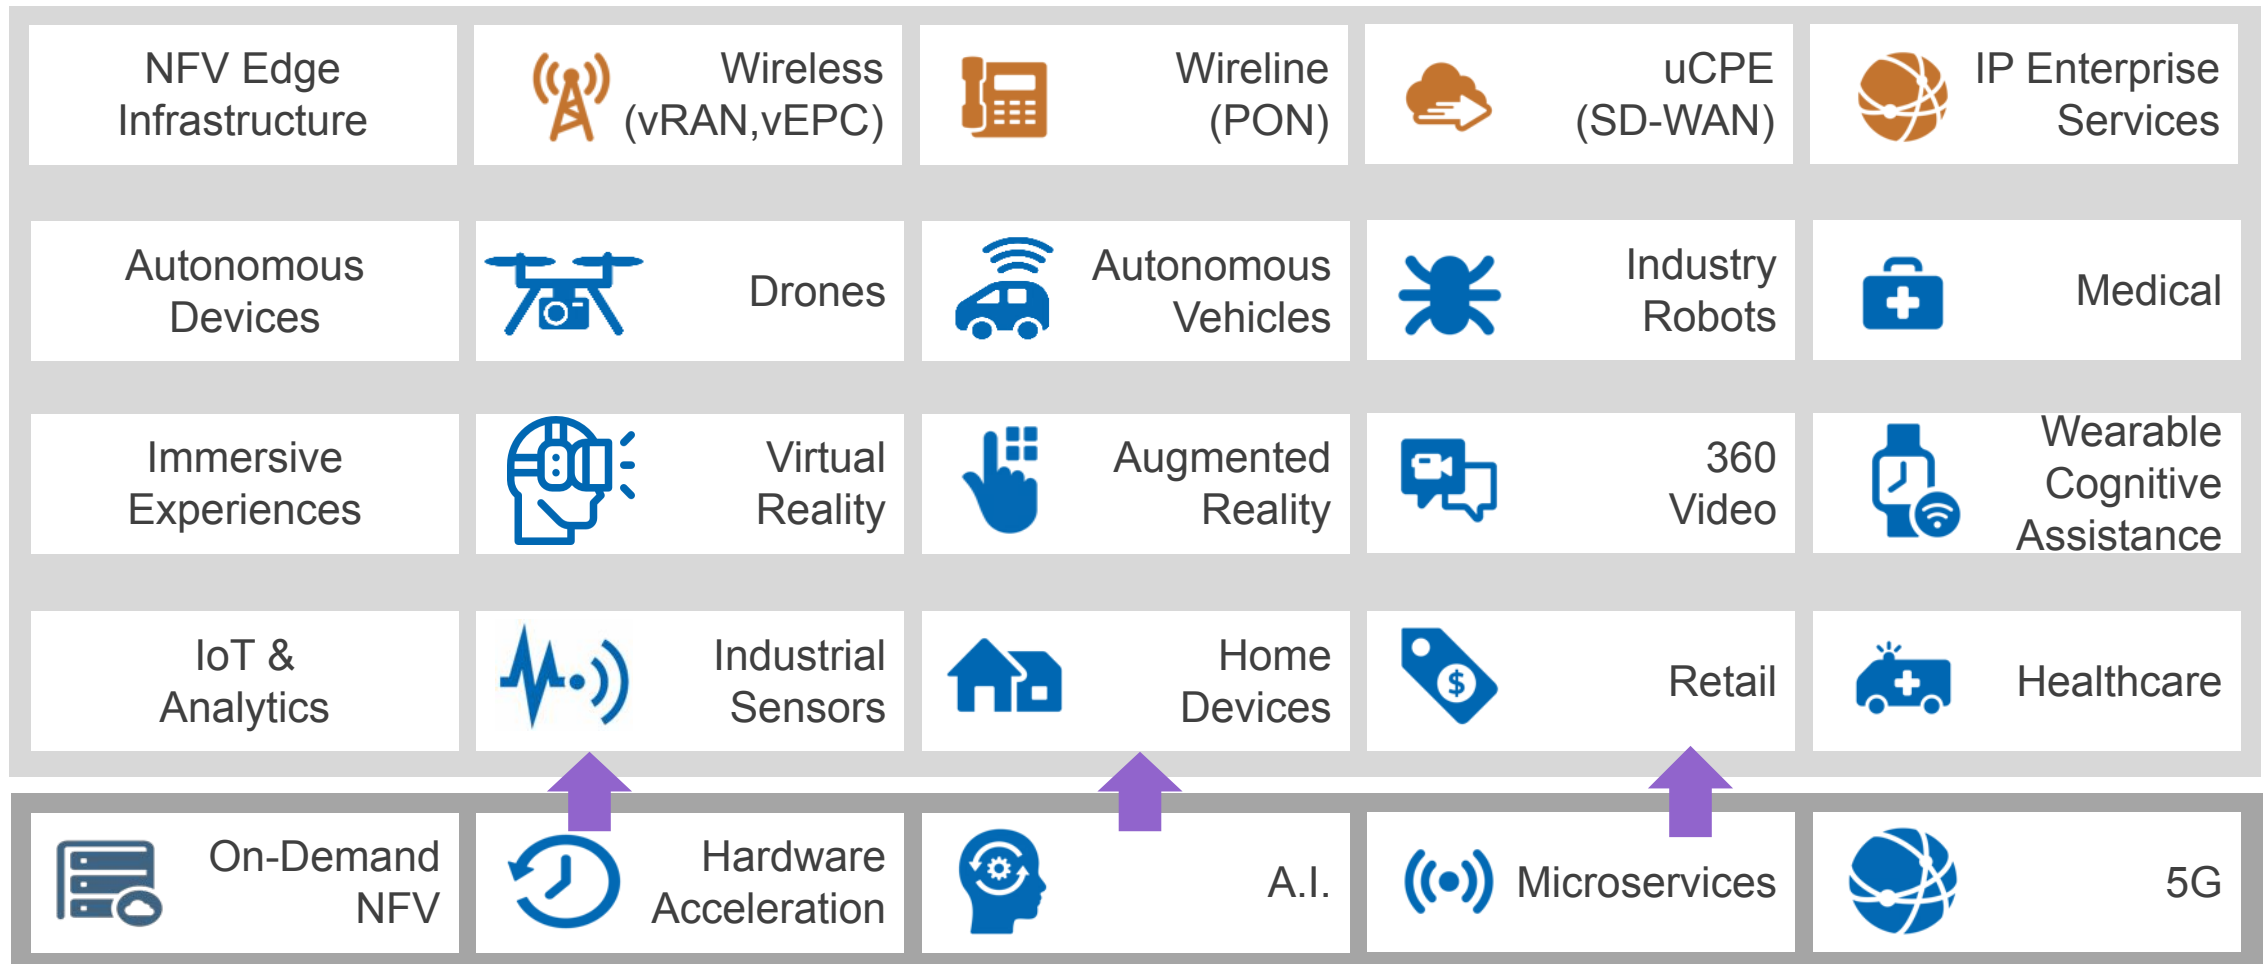 NFV Edge
Infrastructure
Wireless
(vRAN,vEPC)
Wireline
(PON)
uCPE
(SD-WAN)
IP Enterprise
Services
Autonomous
Devices
Drones
Autonomous
Vehicles
Industry
Robots
Medical
Immersive
Experiences
Virtual
Reality
Augmented
Reality
360
Video
Wearable
Cognitive
Assistance
IoT &
Analytics
Industrial
Sensors
Home
Devices
$
Retail
Healthcare
On-Demand
NFV
Hardware
Acceleration
A.I.
Microservices
5G